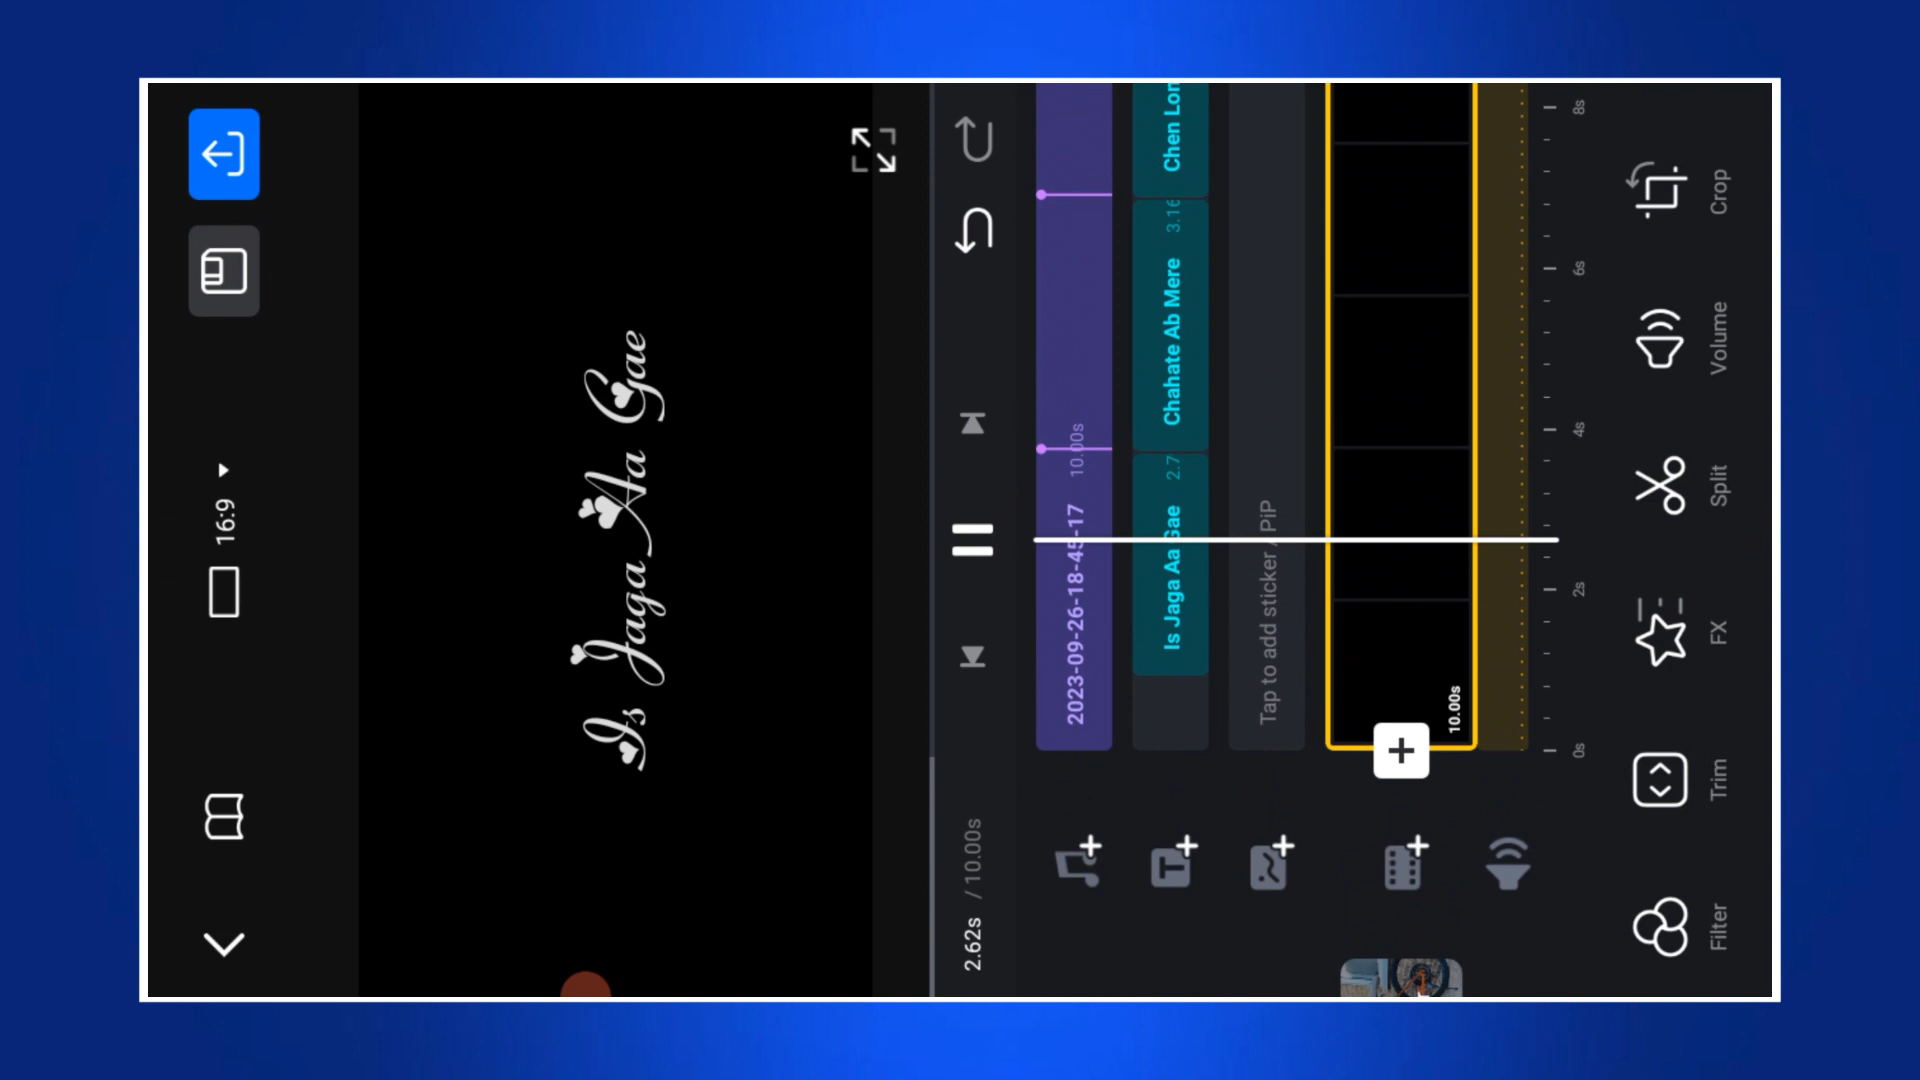 16:9
Is Jaga Aa Gae
2.62s / 10.00s
2023-09-26-18-45-17 10.00s
Is Jaga Aa Gae 2.7
Chahate Ab Mere 3.16
Chen Lon
Tap to add sticker / PiP
10.00s
0s 2s 4s 6s 8s
Filter Trim FX Split Volume Crop